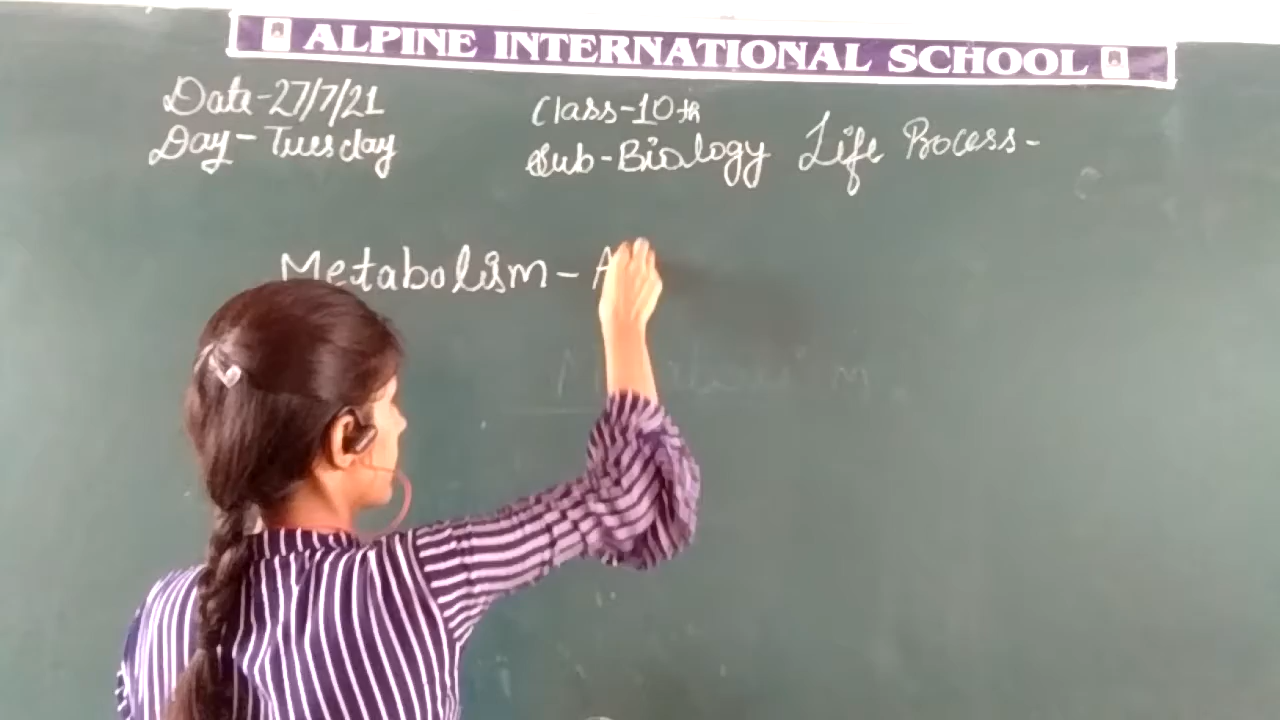 ALPINE INTERNATIONAL SCHOOL
Date-27/7/21
Class-10th
Day-Tuesday
Sub-Biology Life Process-
Metabolism- A